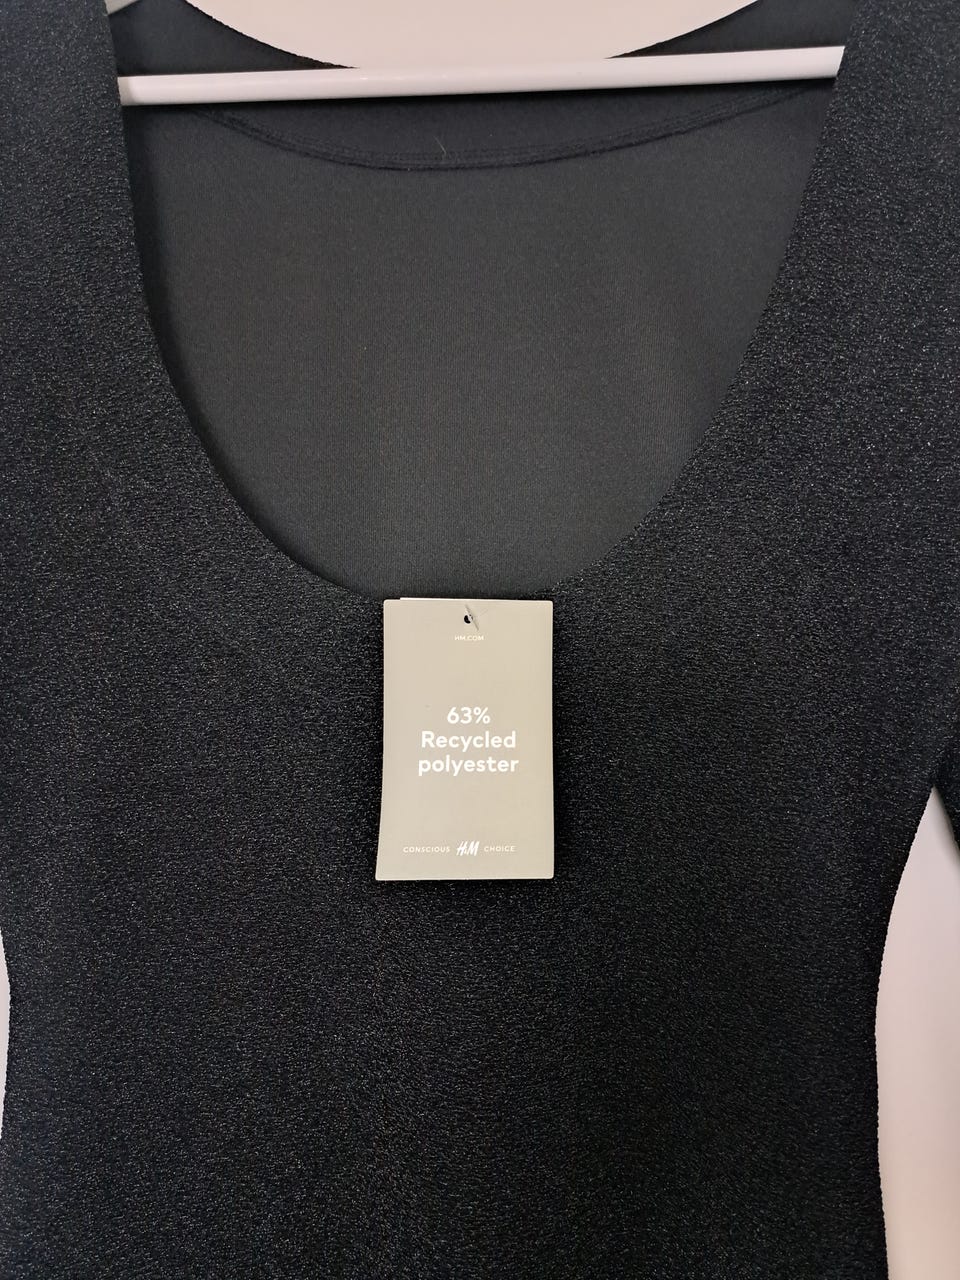 HM.COM
63%
Recycled
polyester
CONSCIOUS H&M CHOICE